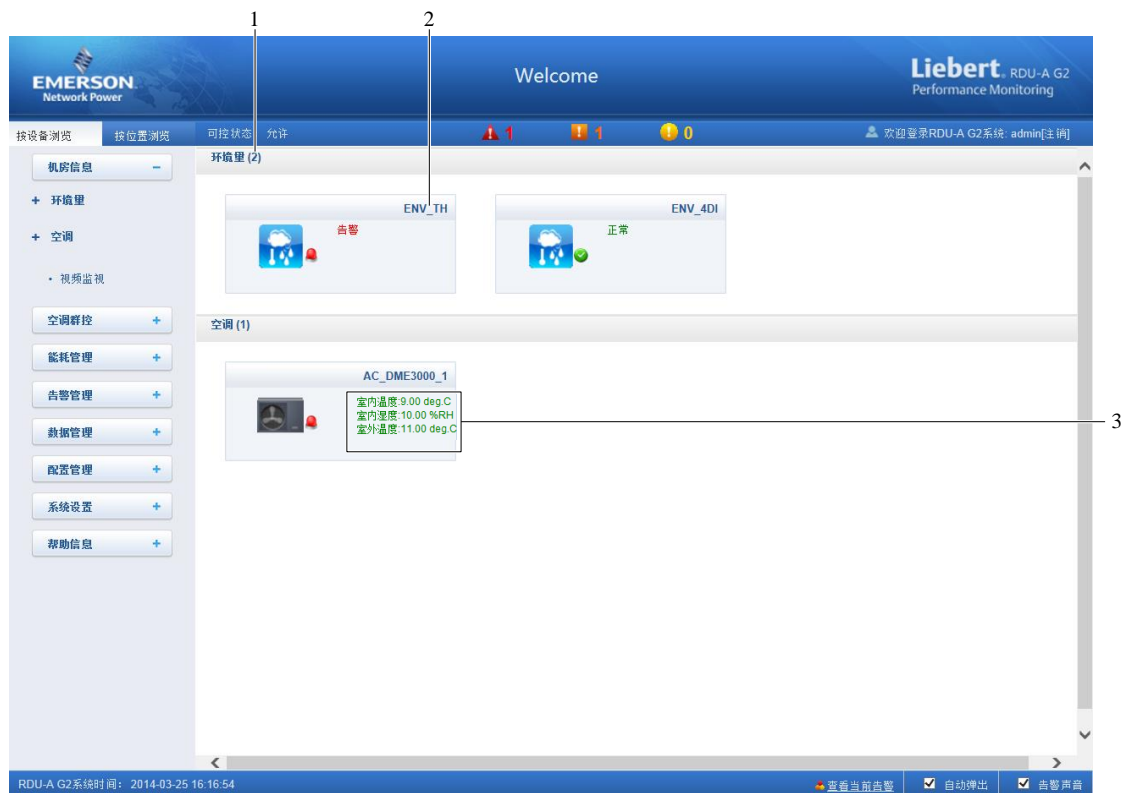 1
2
EMERSON
Network Power
Welcome
Liebert. RDU-A G2
Performance Monitoring
按设备浏览
按位置浏览
可控状态: 允许
1
1
0
欢迎登录RDU-A G2系统: admin[注销]
机房信息 −
环境量 (2)
+ 环境量
ENV_TH
ENV_4DI
告警
正常
+ 空调
• 视频监视
空调群控 +
空调 (1)
能耗管理 +
AC_DME3000_1
告警管理 +
室内温度:9.00 deg.C
室内湿度:10.00 %RH
室外温度:11.00 deg.C
3
数据管理 +
配置管理 +
系统设置 +
帮助信息 +
RDU-A G2系统时间: 2014-03-25 16:16:54
查看当前告警
自动弹出
告警声音